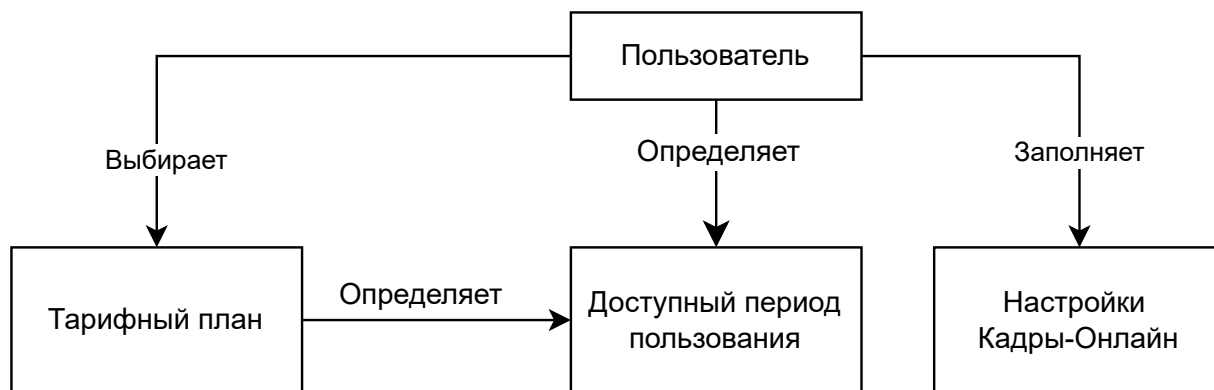 Пользователь
Выбирает
Определяет
Заполняет
Тарифный план
Определяет
Доступный период
пользования
Настройки
Кадры-Онлайн